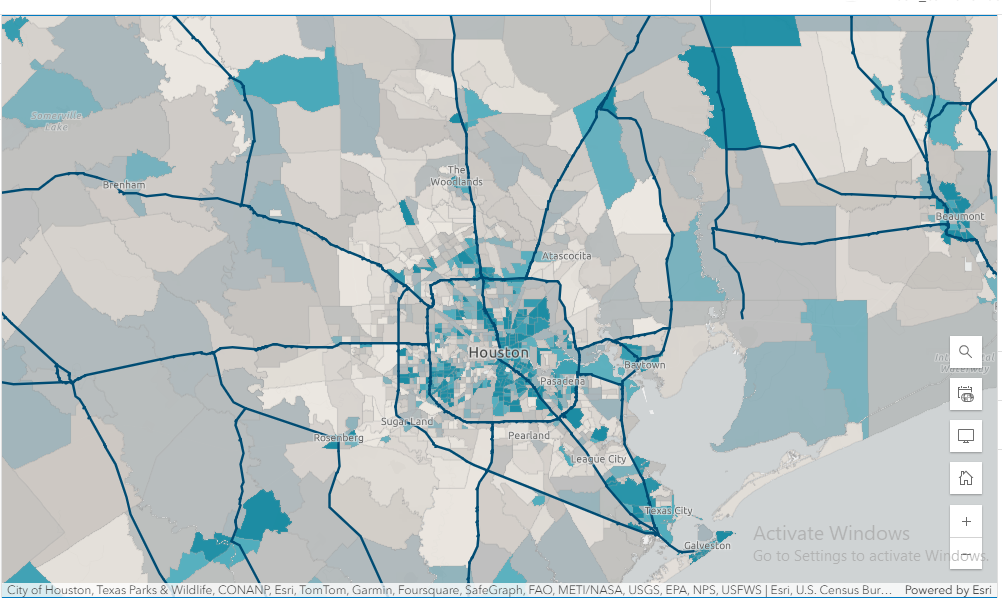 Somerville
Lake
Brenham
The
Woodlands
Atascocita
Beaumont
Houston
Baytown
Pasadena
Sugar Land
Rosenberg
Pearland
League City
Texas City
Galveston
Waterway
Activate Windows
Go to Settings to activate Windows.
City of Houston, Texas Parks & Wildlife, CONANP, Esri, TomTom, Garmin, Foursquare, SafeGraph, FAO, METI/NASA, USGS, EPA, NPS, USFWS | Esri, U.S. Census Bur... Powered by Esri